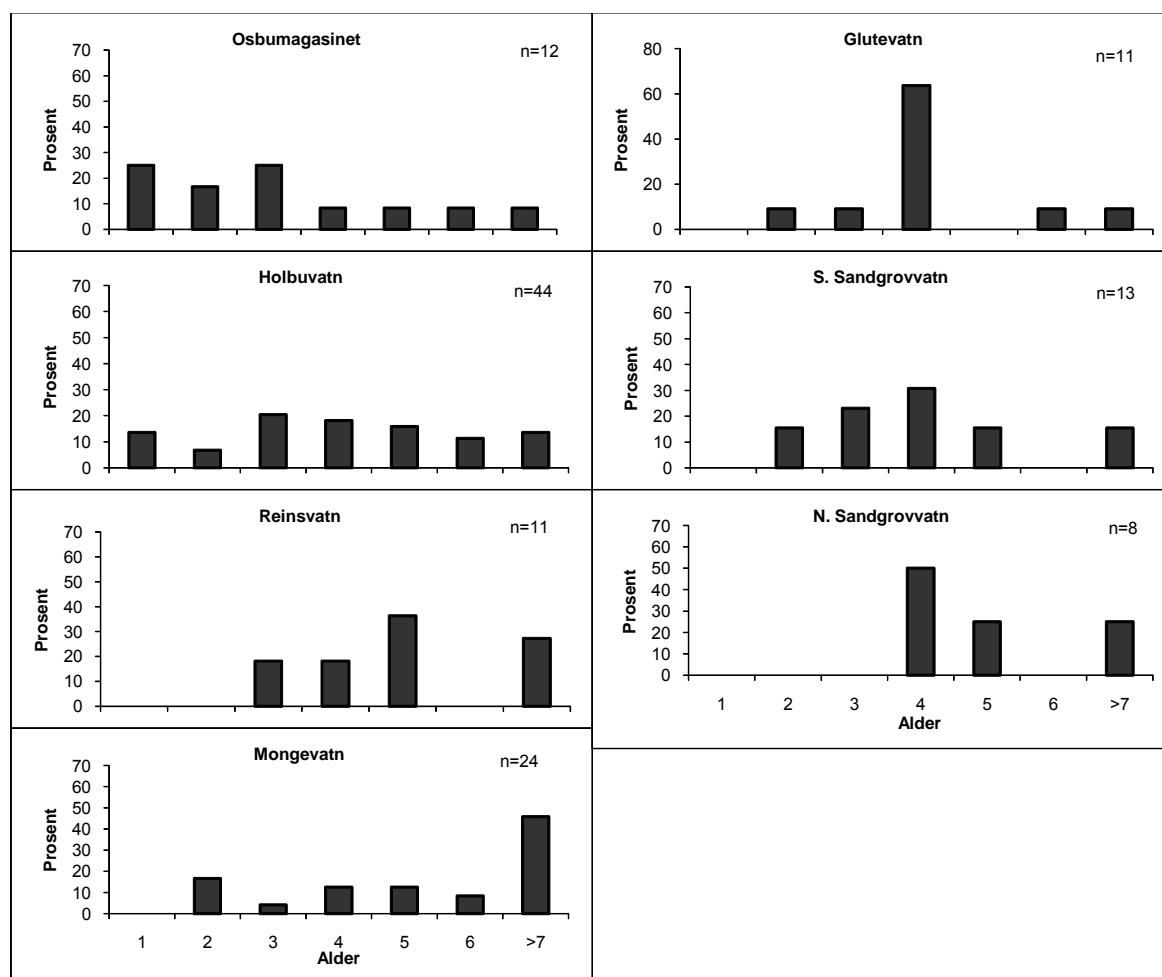 Osbumagasinet
n=12
Prosent
70
60
50
40
30
20
10
0
Glutevatn
n=11
Prosent
80
60
40
20
0
Holbuvatn
n=44
Prosent
70
60
50
40
30
20
10
0
S. Sandgrovvatn
n=13
Prosent
70
60
50
40
30
20
10
0
Reinsvatn
n=11
Prosent
70
60
50
40
30
20
10
0
N. Sandgrovvatn
n=8
Prosent
70
60
50
40
30
20
10
0
1 2 3 4 5 6 >7
Alder
Mongevatn
n=24
Prosent
70
60
50
40
30
20
10
0
1 2 3 4 5 6 >7
Alder